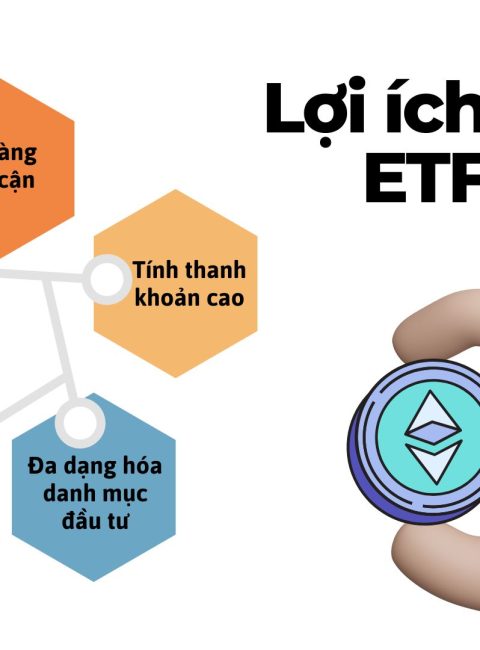 Lợi ích
ETF
àng
cận
Tính thanh
khoản cao
Đa dạng hóa
danh mục
đầu tư